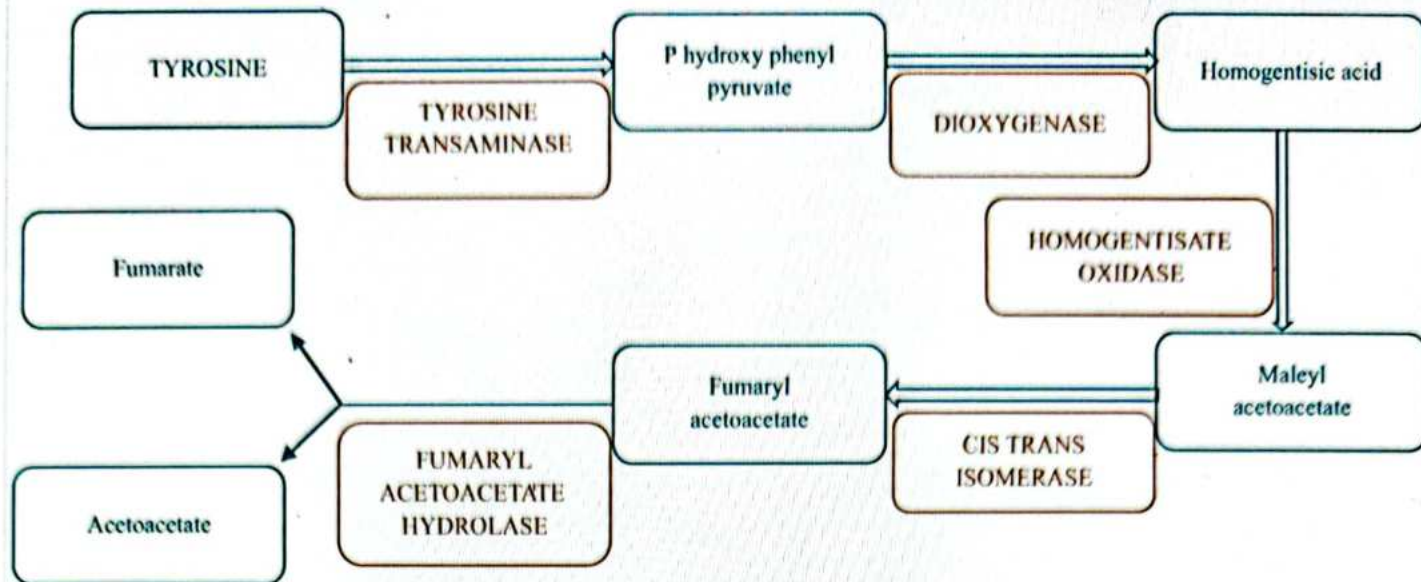 TYROSINE
TYROSINE
TRANSAMINASE
P hydroxy phenyl
pyruvate
DIOXYGENASE
Homogentisic acid
HOMOGENTISATE
OXIDASE
Maleyl
acetoacetate
CIS TRANS
ISOMERASE
Fumaryl
acetoacetate
FUMARYL
ACETOACETATE
HYDROLASE
Fumarate
Acetoacetate